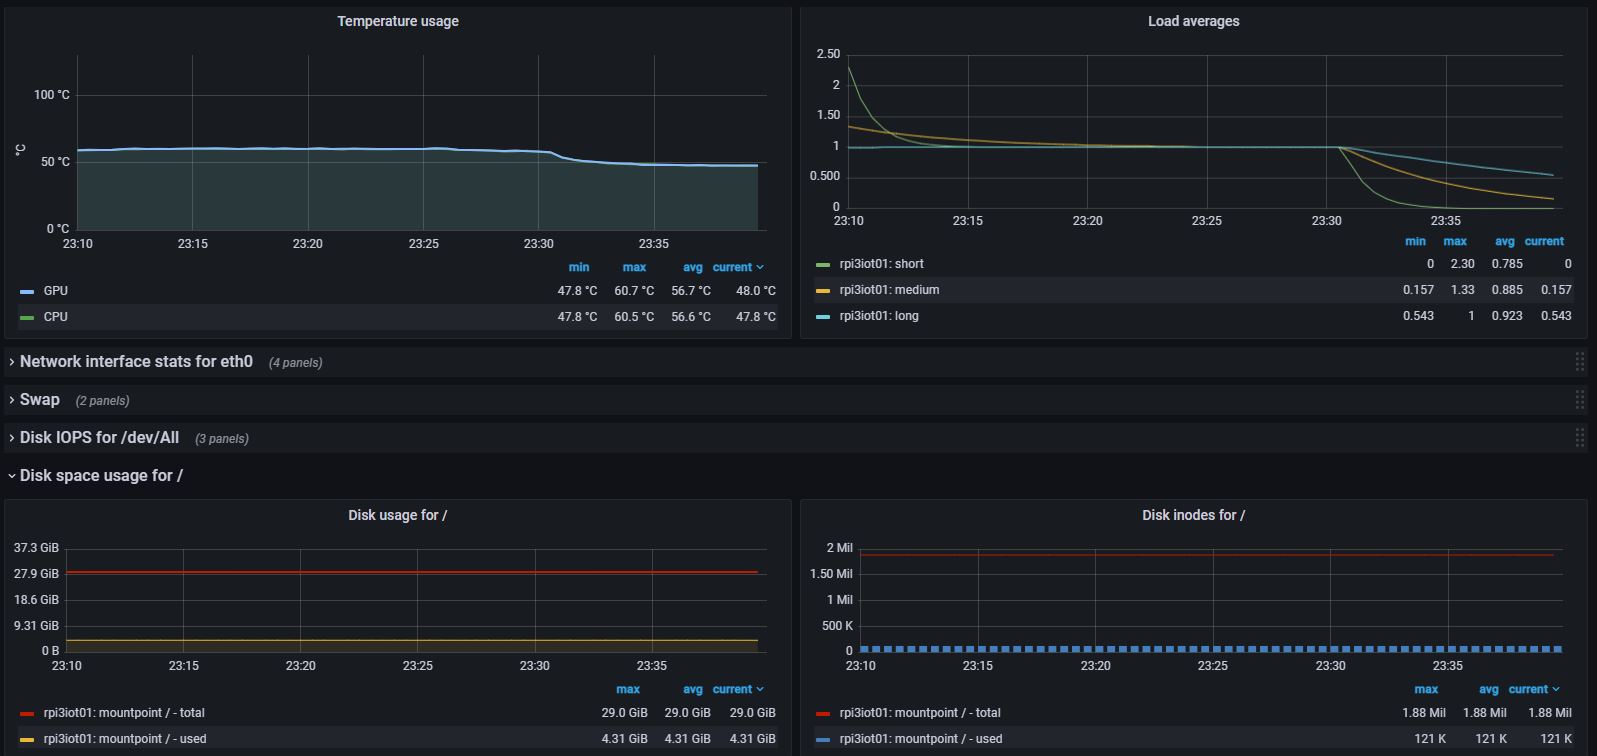 Temperature usage
°C
100 °C
50 °C
0 °C
23:10 23:15 23:20 23:25 23:30 23:35
min max avg current
GPU 47.8 °C 60.7 °C 56.7 °C 48.0 °C
CPU 47.8 °C 60.5 °C 56.6 °C 47.8 °C
Load averages
2.50
2
1.50
1
0.500
0
23:10 23:15 23:20 23:25 23:30 23:35
min max avg current
rpi3iot01: short 0 2.30 0.785 0
rpi3iot01: medium 0.157 1.33 0.885 0.157
rpi3iot01: long 0.543 1 0.923 0.543
Network interface stats for eth0 (4 panels)
Swap (2 panels)
Disk IOPS for /dev/All (3 panels)
Disk space usage for /
Disk usage for /
37.3 GiB
27.9 GiB
18.6 GiB
9.31 GiB
0 B
23:10 23:15 23:20 23:25 23:30 23:35
max avg current
rpi3iot01: mountpoint / - total 29.0 GiB 29.0 GiB 29.0 GiB
rpi3iot01: mountpoint / - used 4.31 GiB 4.31 GiB 4.31 GiB
Disk inodes for /
2 Mil
1.50 Mil
1 Mil
500 K
0
23:10 23:15 23:20 23:25 23:30 23:35
max avg current
rpi3iot01: mountpoint / - total 1.88 Mil 1.88 Mil 1.88 Mil
rpi3iot01: mountpoint / - used 121 K 121 K 121 K